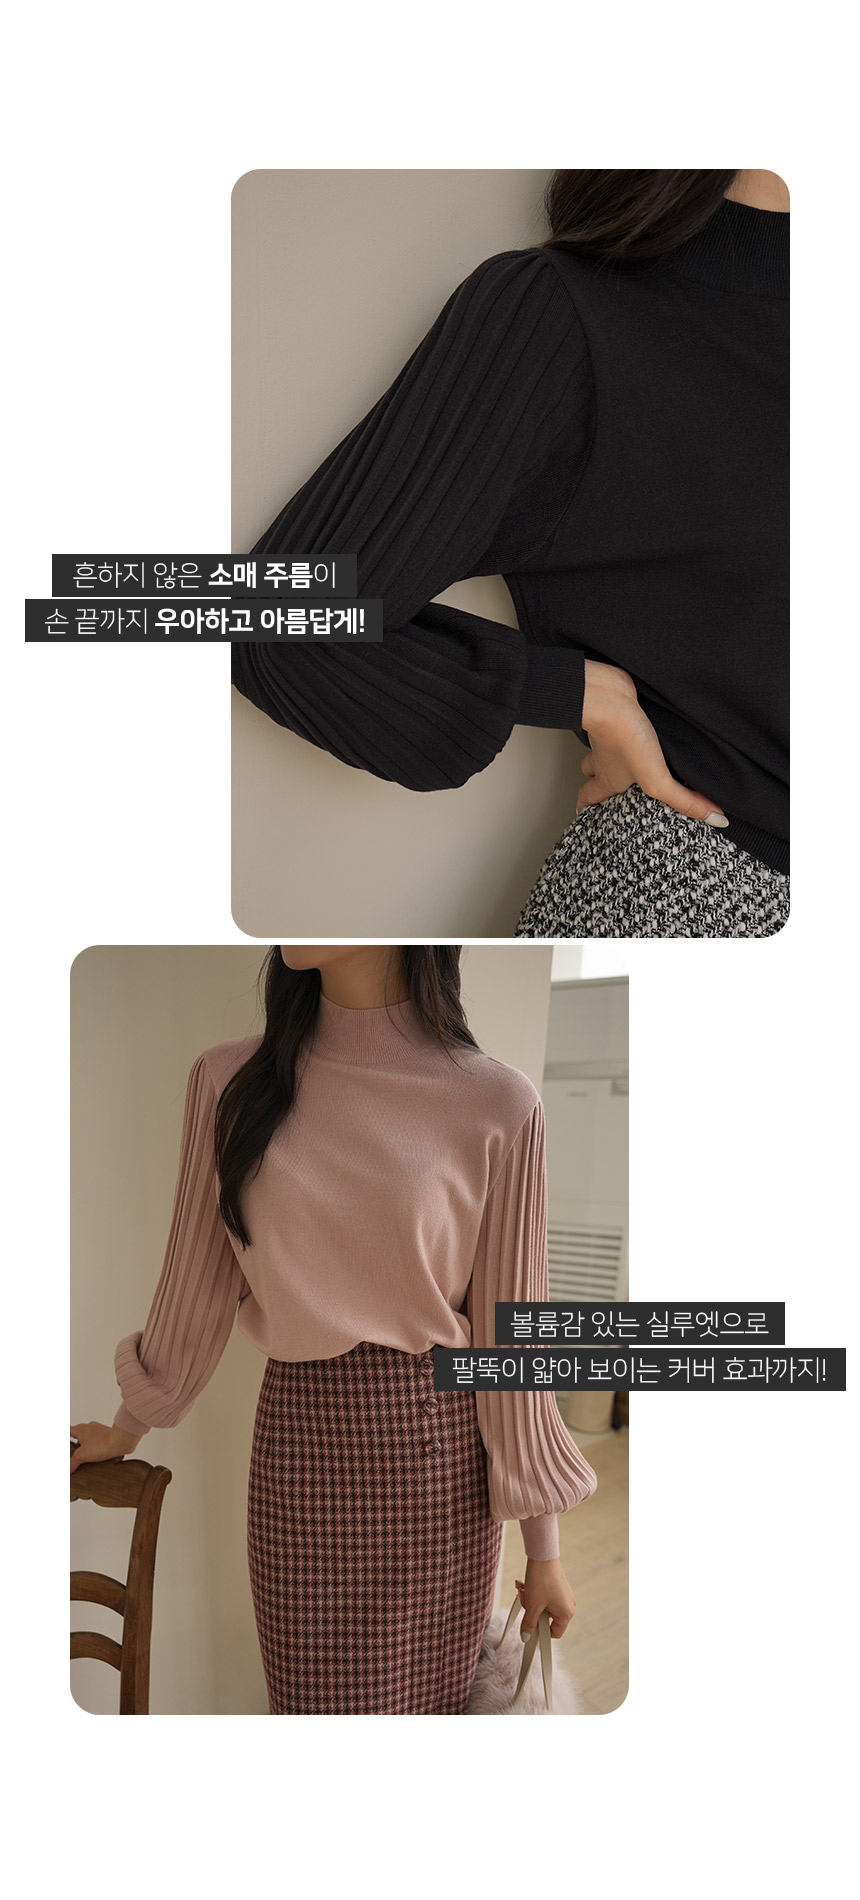 흔하지 않은 소매 주름이
손 끝까지 우아하고 아름답게!
볼륨감 있는 실루엣으로
팔뚝이 얇아 보이는 커버 효과까지!